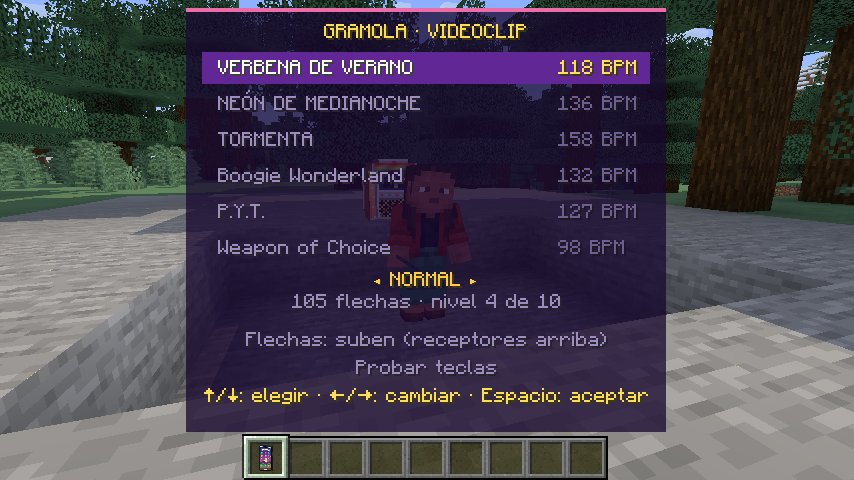 GRAMOLA · VIDEOCLIP
VERBENA DE VERANO 118 BPM
NEÓN DE MEDIANOCHE 136 BPM
TORMENTA 158 BPM
Boogie Wonderland 132 BPM
P.Y.T. 127 BPM
Weapon of Choice 98 BPM
◂ NORMAL ▸
105 flechas · nivel 4 de 10
Flechas: suben (receptores arriba)
Probar teclas
↑/↓: elegir · ←/→: cambiar · Espacio: aceptar